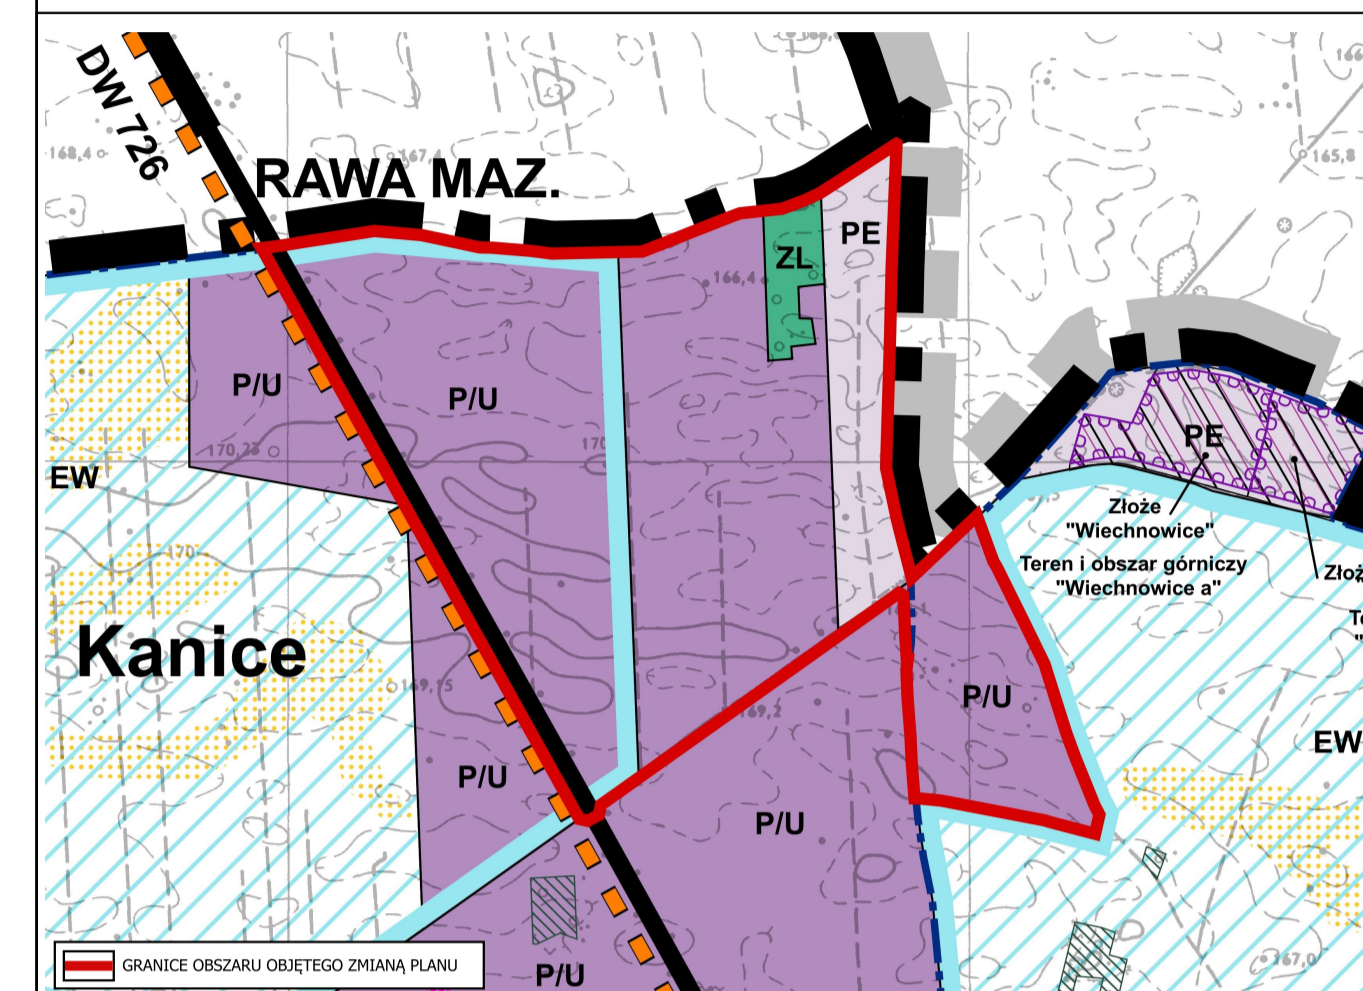 DW 726
166
168,4
167,4
165,8
RAWA MAZ.
PE
ZL
166,4
P/U
P/U
PE
170,23
170
EW
Złoże
"Wiechnowice"
Teren i obszar górniczy
"Wiechnowice a"
170
Kanice
169,15
P/U
169,2
EW
P/U
P/U
167,0
GRANICE OBSZARU OBJĘTEGO ZMIANĄ PLANU
P/U